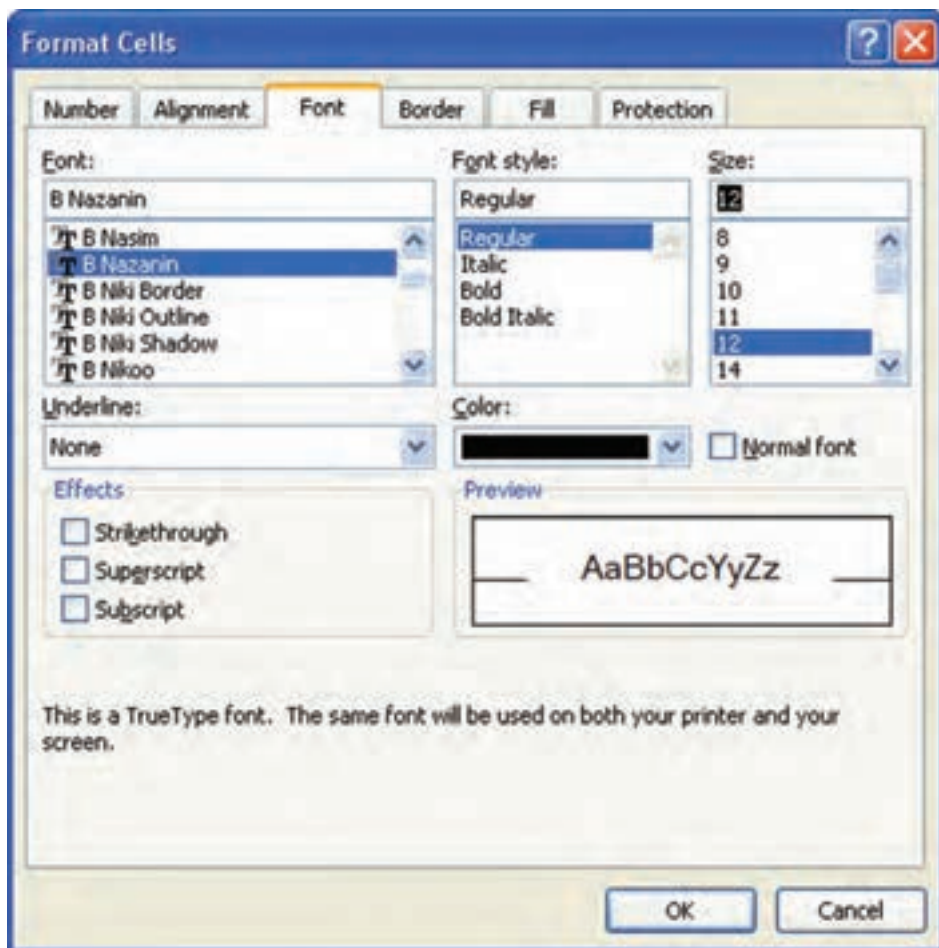 Format Cells
Number Alignment Font Border Fill Protection
Font: Font style: Size:
B Nazanin Regular 12
B Nasim Regular 8
B Nazanin Italic 9
B Niki Border Bold 10
B Niki Outline Bold Italic 11
B Niki Shadow 12
B Nikoo 14
Underline: Color:
None Normal font
Effects Preview
Strikethrough
Superscript AaBbCcYyZz
Subscript
This is a TrueType font. The same font will be used on both your printer and your
screen.
OK Cancel